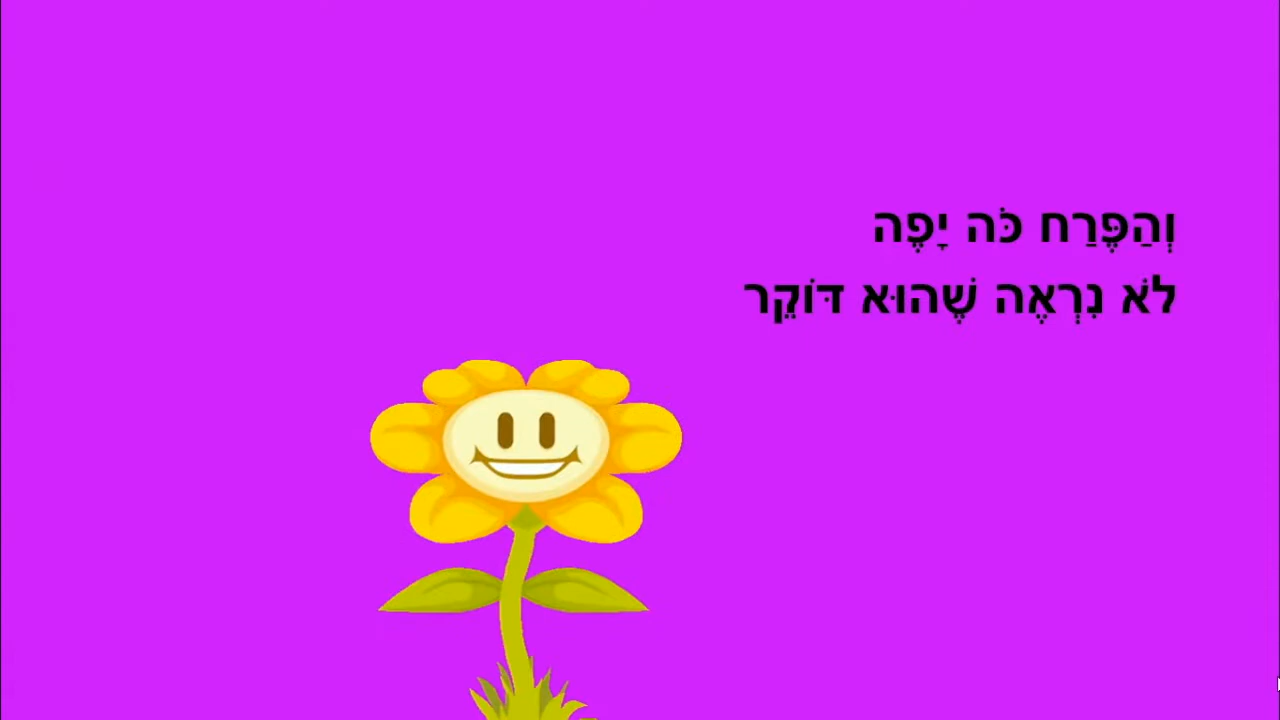 וְהַפֶּרַח כֹּה יָפֶה
לֹא נִרְאֶה שֶׁהוּא דּוֹקֵר